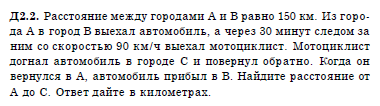 Д2.2. Расстояние между городами А и В равно 150 км. Из горо-
да А в город В выехал автомобиль, а через 30 минут следом за
ним со скоростью 90 км/ч выехал мотоциклист. Мотоциклист
догнал автомобиль в городе С и повернул обратно. Когда он
вернулся в А, автомобиль прибыл в В. Найдите расстояние от
А до С. Ответ дайте в километрах.